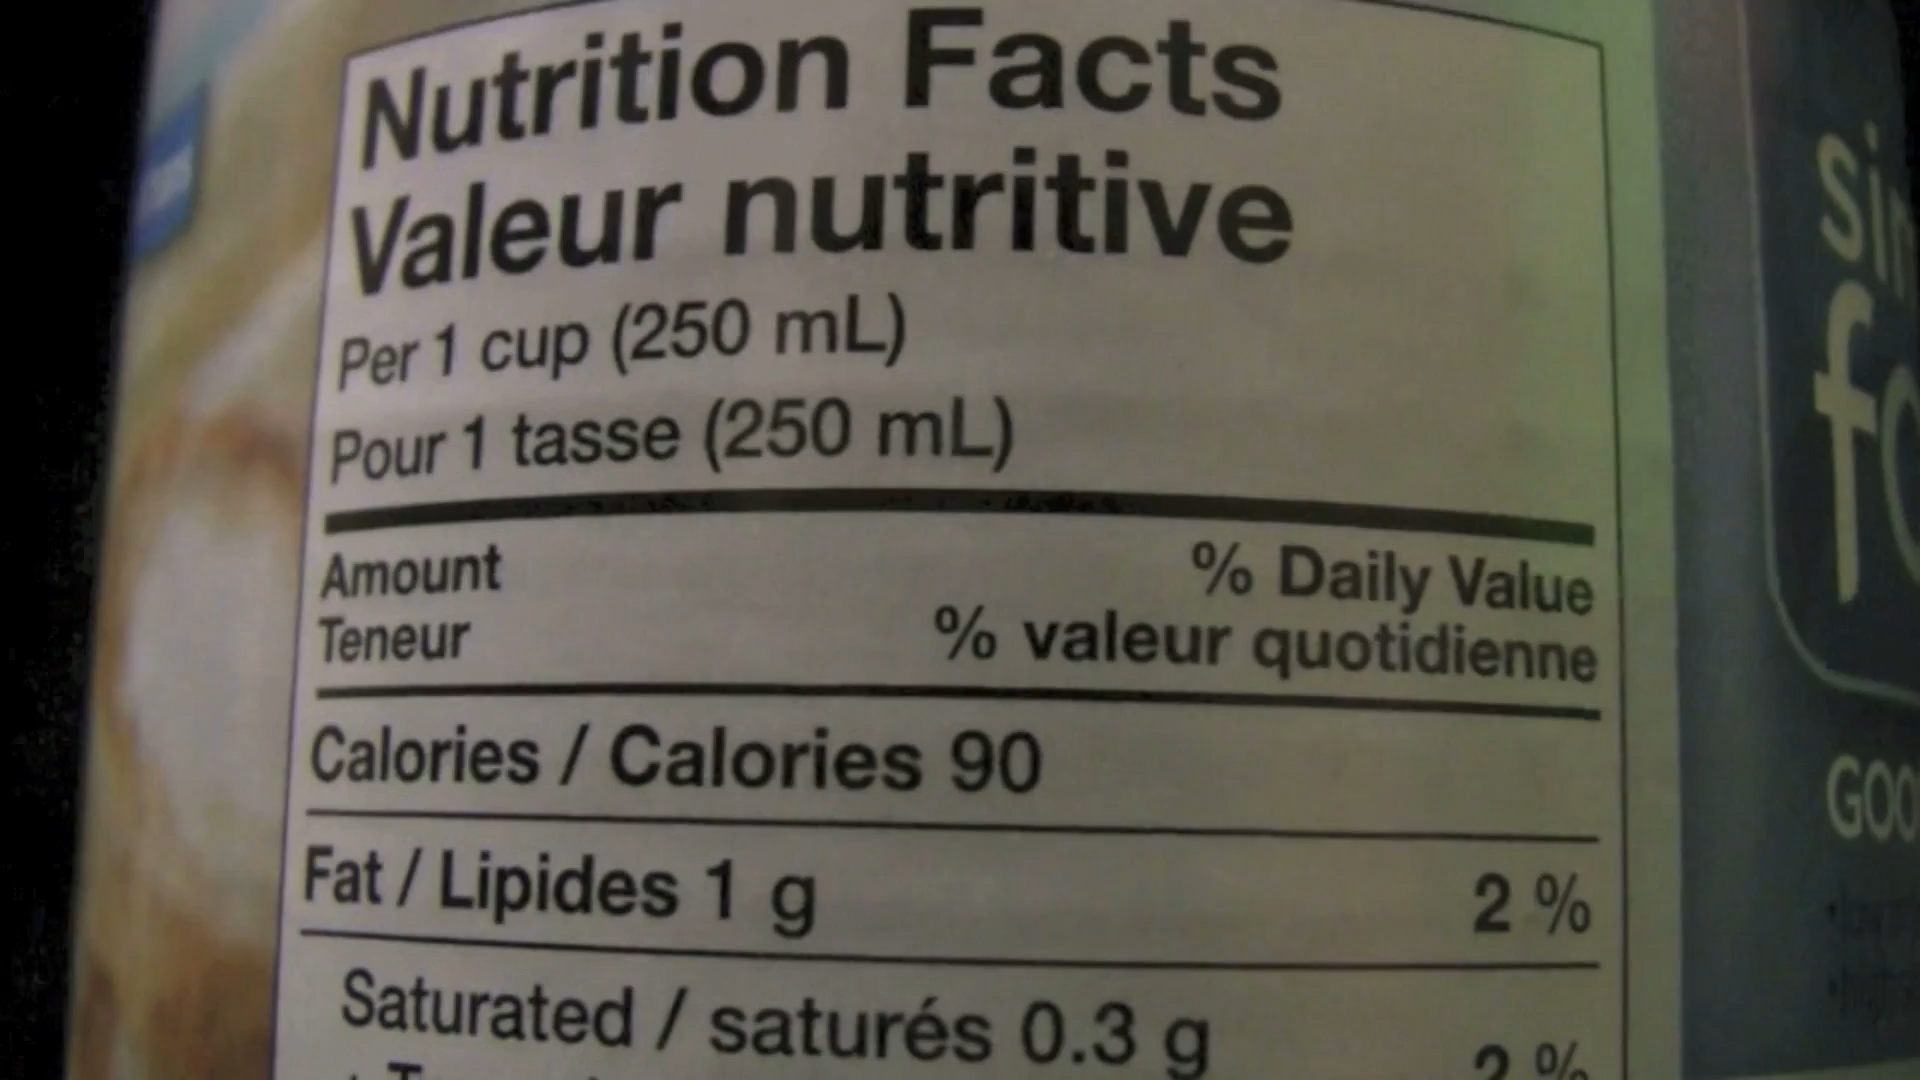 Nutrition Facts
Valeur nutritive
Per 1 cup (250 mL)
Pour 1 tasse (250 mL)
Amount % Daily Value
Teneur % valeur quotidienne
Calories / Calories 90
Fat / Lipides 1 g 2 %
Saturated / saturés 0.3 g 2 %